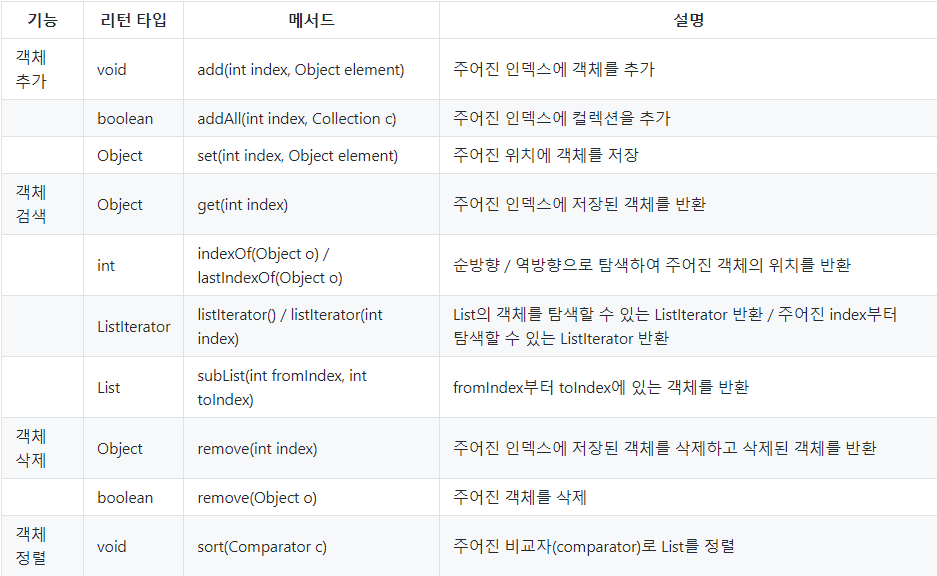 기능 리턴 타입 메서드 설명
객체
추가
void
add(int index, Object element)
주어진 인덱스에 객체를 추가
boolean
addAll(int index, Collection c)
주어진 인덱스에 컬렉션을 추가
Object
set(int index, Object element)
주어진 위치에 객체를 저장
객체
검색
Object
get(int index)
주어진 인덱스에 저장된 객체를 반환
int
indexOf(Object o) /
lastIndexOf(Object o)
순방향 / 역방향으로 탐색하여 주어진 객체의 위치를 반환
ListIterator
listIterator() / listIterator(int
index)
List의 객체를 탐색할 수 있는 ListIterator 반환 / 주어진 index부터
탐색할 수 있는 ListIterator 반환
List
subList(int fromIndex, int
toIndex)
fromIndex부터 toIndex에 있는 객체를 반환
객체
삭제
Object
remove(int index)
주어진 인덱스에 저장된 객체를 삭제하고 삭제된 객체를 반환
boolean
remove(Object o)
주어진 객체를 삭제
객체
정렬
void
sort(Comparator c)
주어진 비교자(comparator)로 List를 정렬